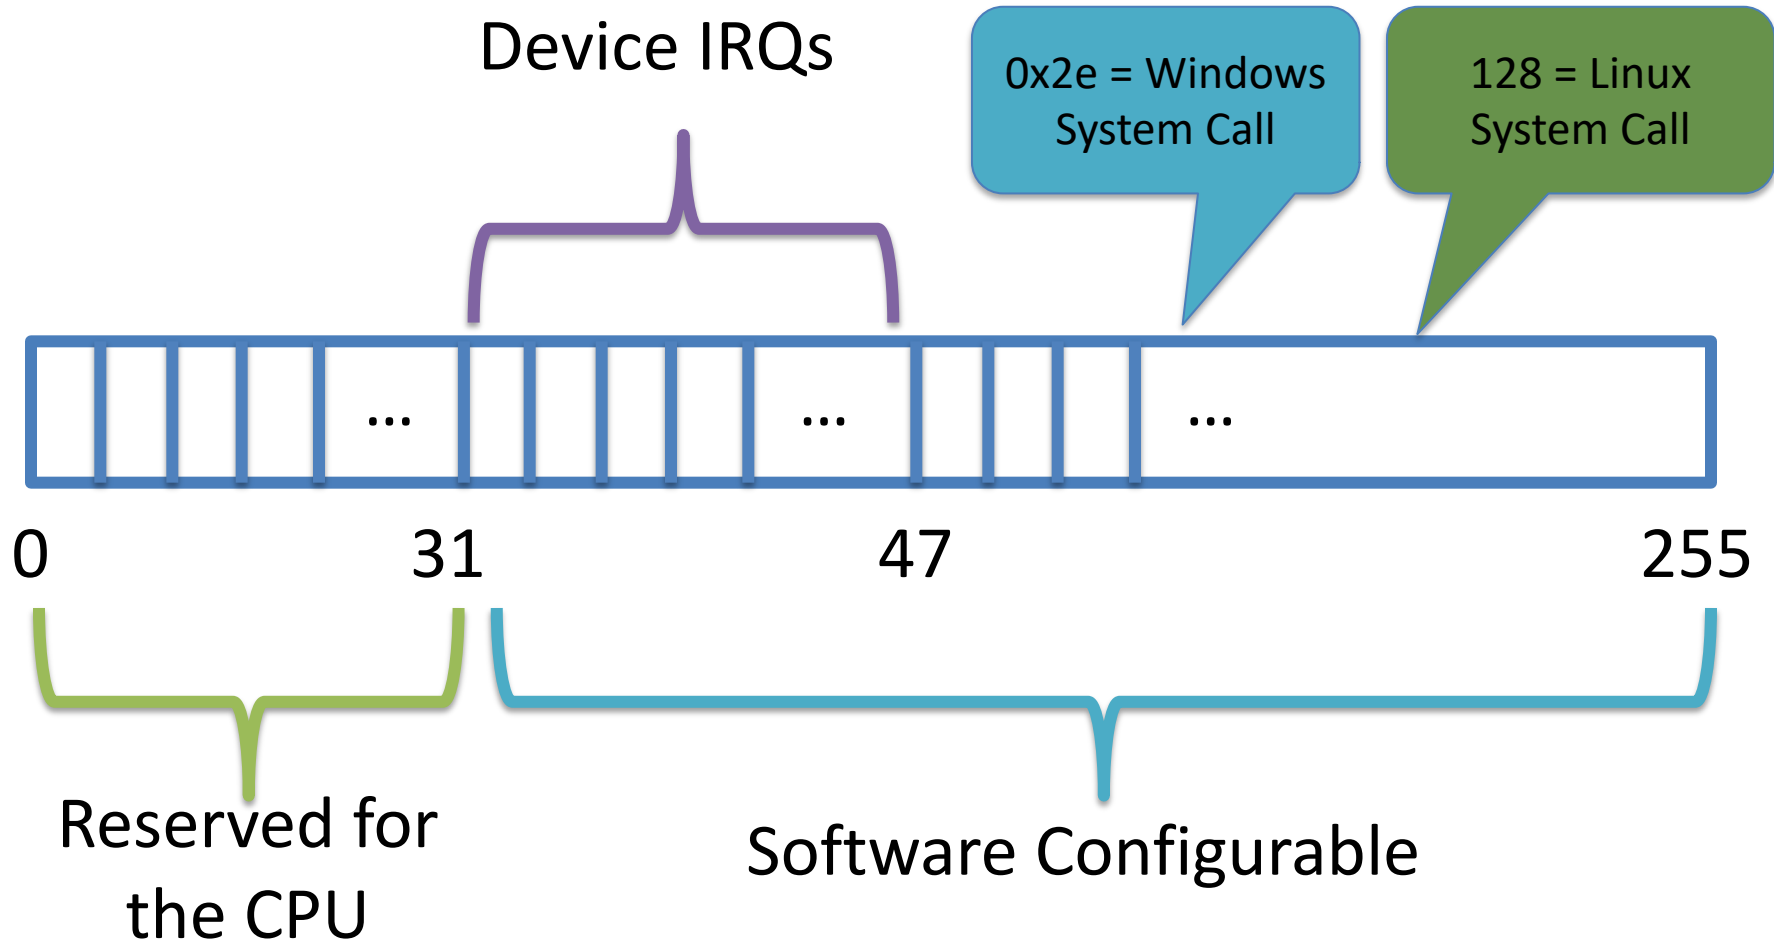 Device IRQs
0x2e = Windows
System Call
128 = Linux
System Call
...
...
...
0
31
47
255
Reserved for
the CPU
Software Configurable